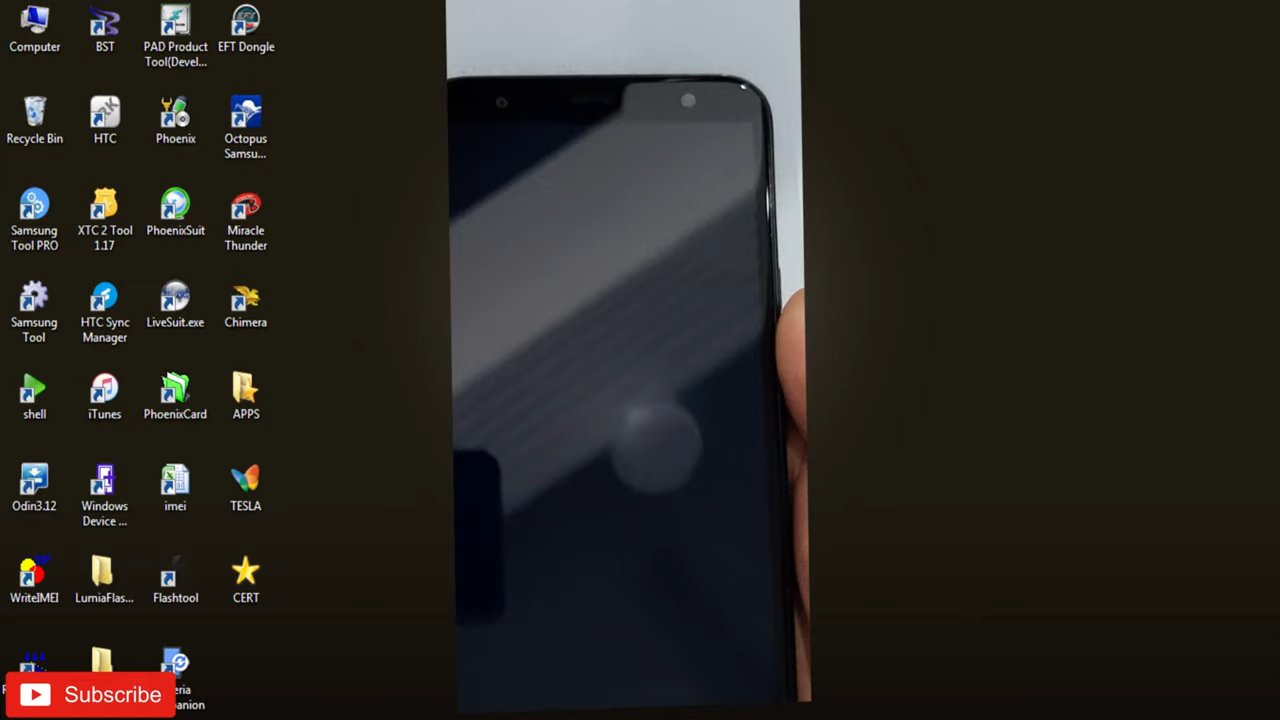 Computer
BST
PAD Product
Tool(Devel...
EFT Dongle
Recycle Bin
HTC
Phoenix
Octopus
Samsu...
Samsung
Tool PRO
XTC 2 Tool
1.17
PhoenixSuit
Miracle
Thunder
Samsung
Tool
HTC Sync
Manager
LiveSuit.exe
Chimera
shell
iTunes
PhoenixCard
APPS
Odin3.12
Windows
Device ...
imei
TESLA
WriteIMEI
LumiaFlas...
Flashtool
CERT
eria
panion
Subscribe